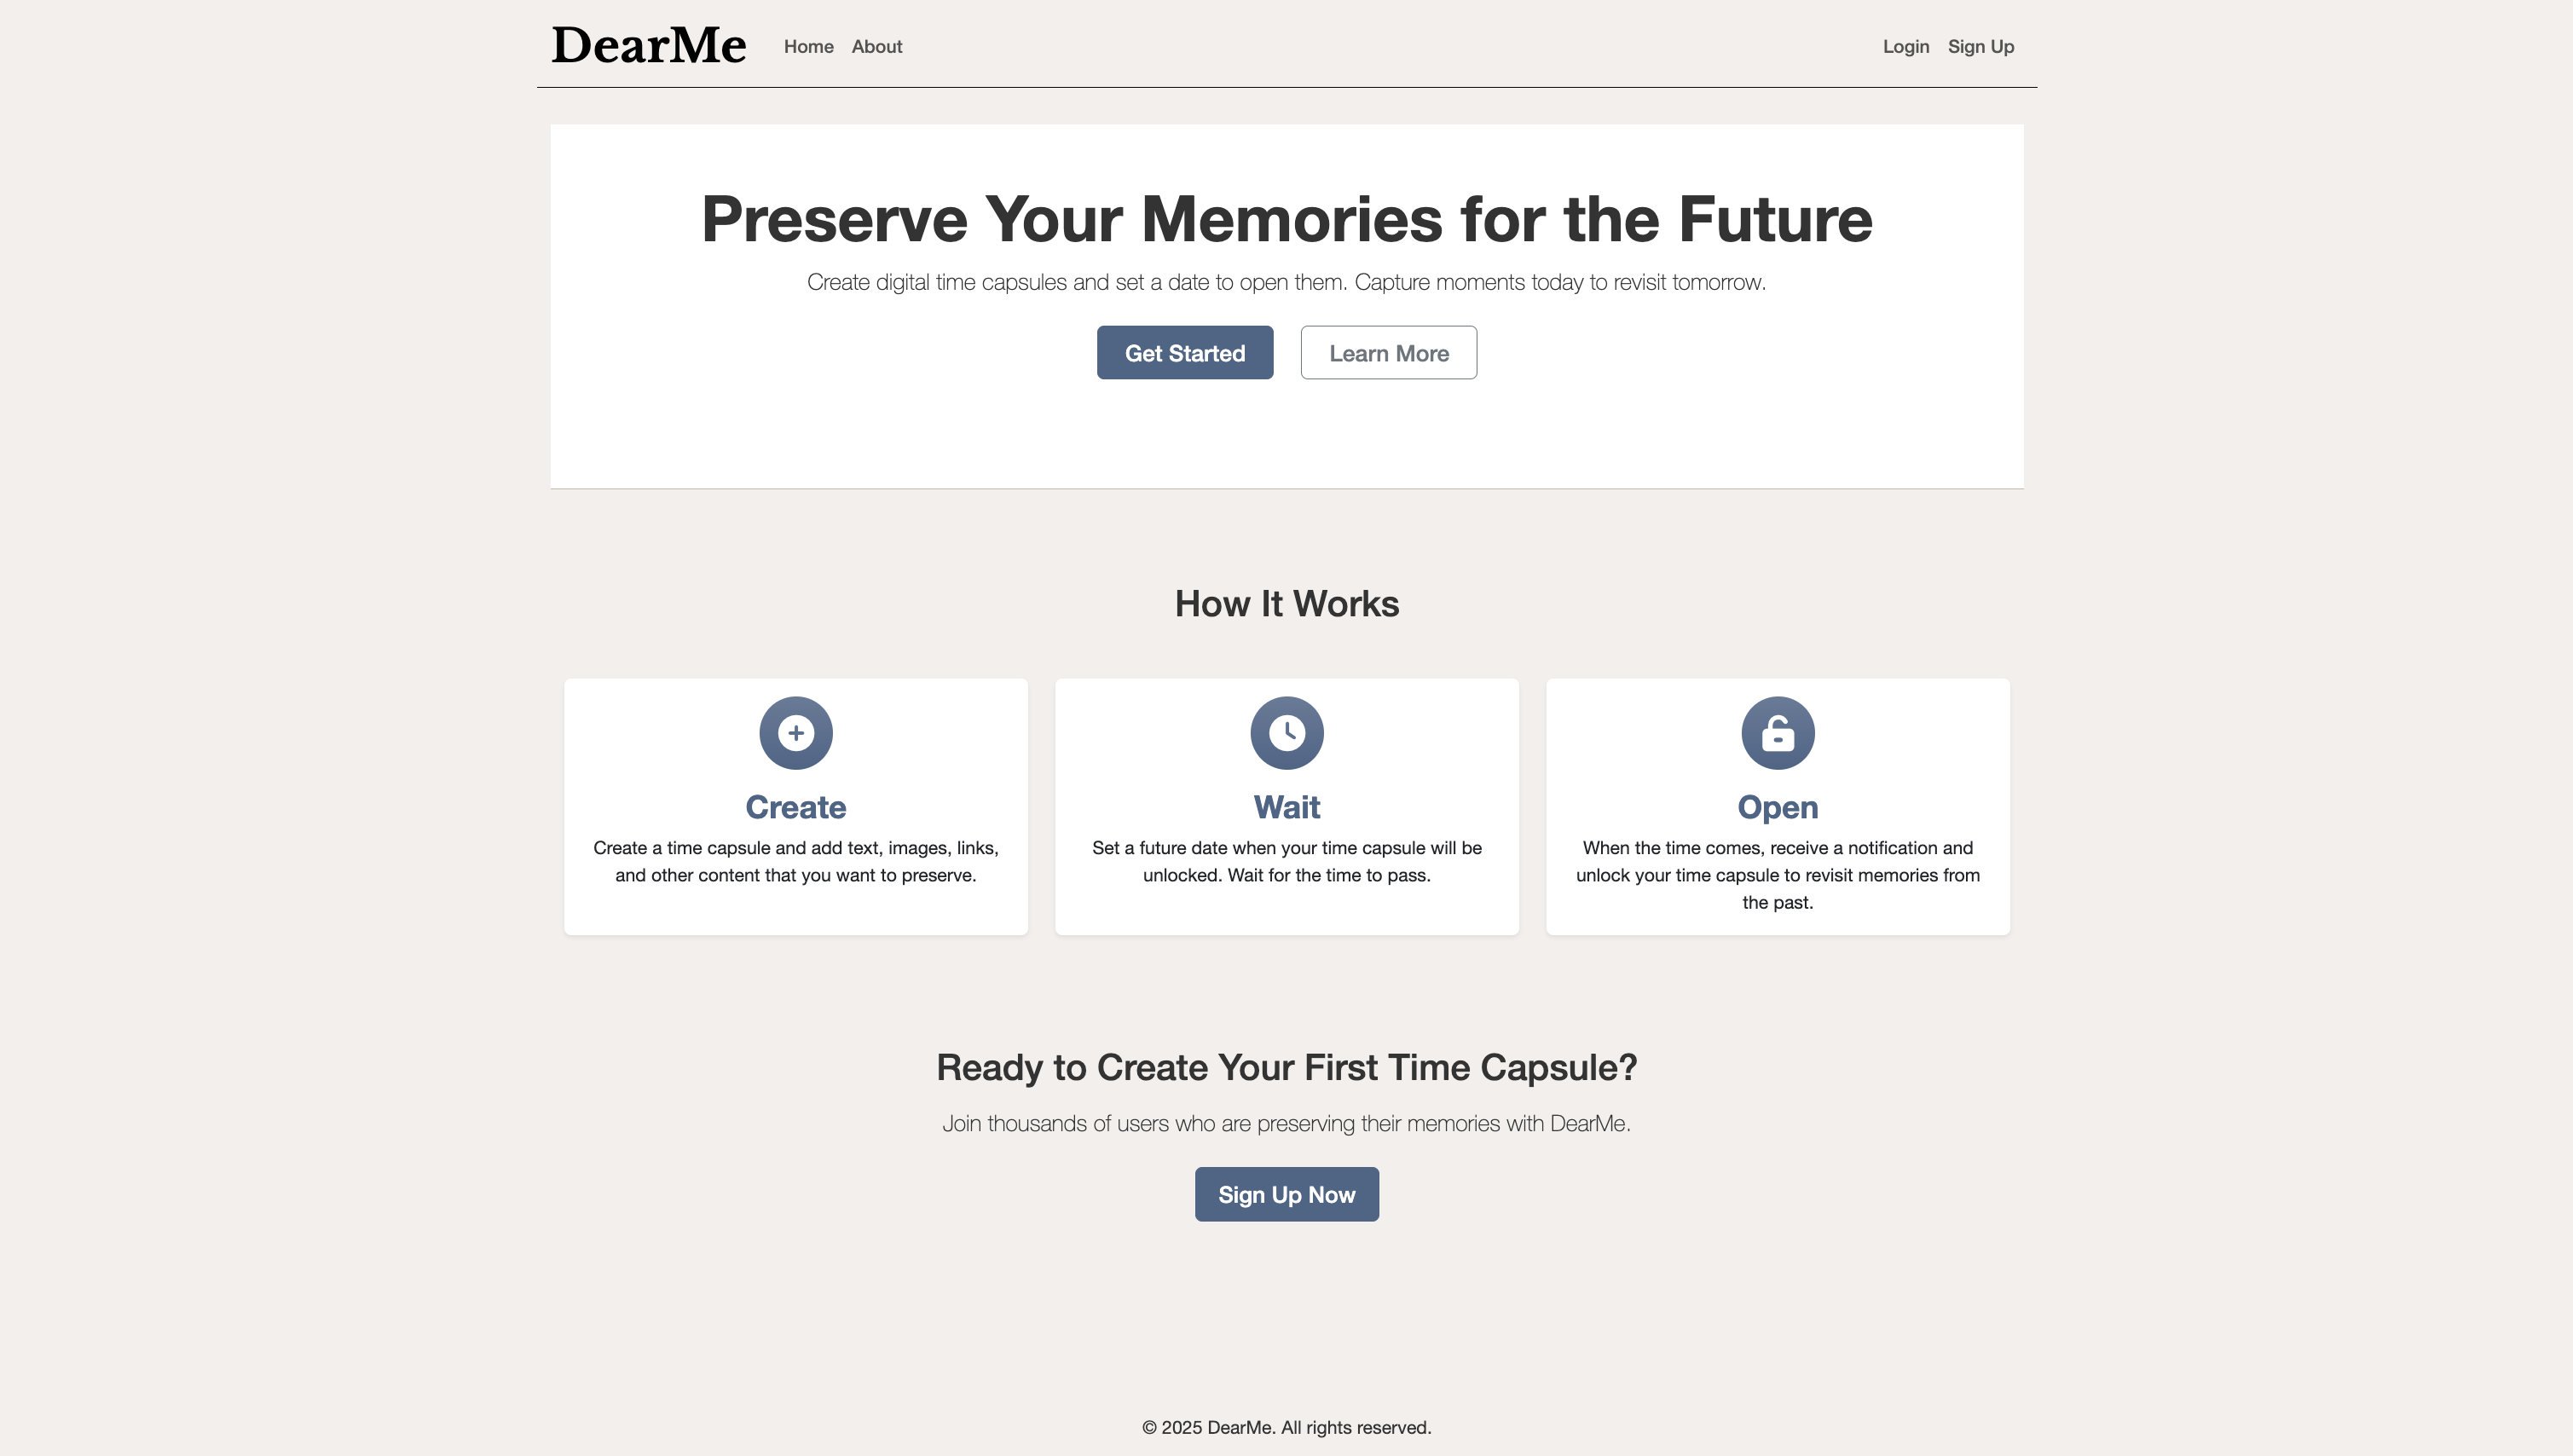 DearMe
Home
About
Login
Sign Up
Preserve Your Memories for the Future
Create digital time capsules and set a date to open them. Capture moments today to revisit tomorrow.
Get Started
Learn More
How It Works
Create
Create a time capsule and add text, images, links,
and other content that you want to preserve.
Wait
Set a future date when your time capsule will be
unlocked. Wait for the time to pass.
Open
When the time comes, receive a notification and
unlock your time capsule to revisit memories from
the past.
Ready to Create Your First Time Capsule?
Join thousands of users who are preserving their memories with DearMe.
Sign Up Now
© 2025 DearMe. All rights reserved.